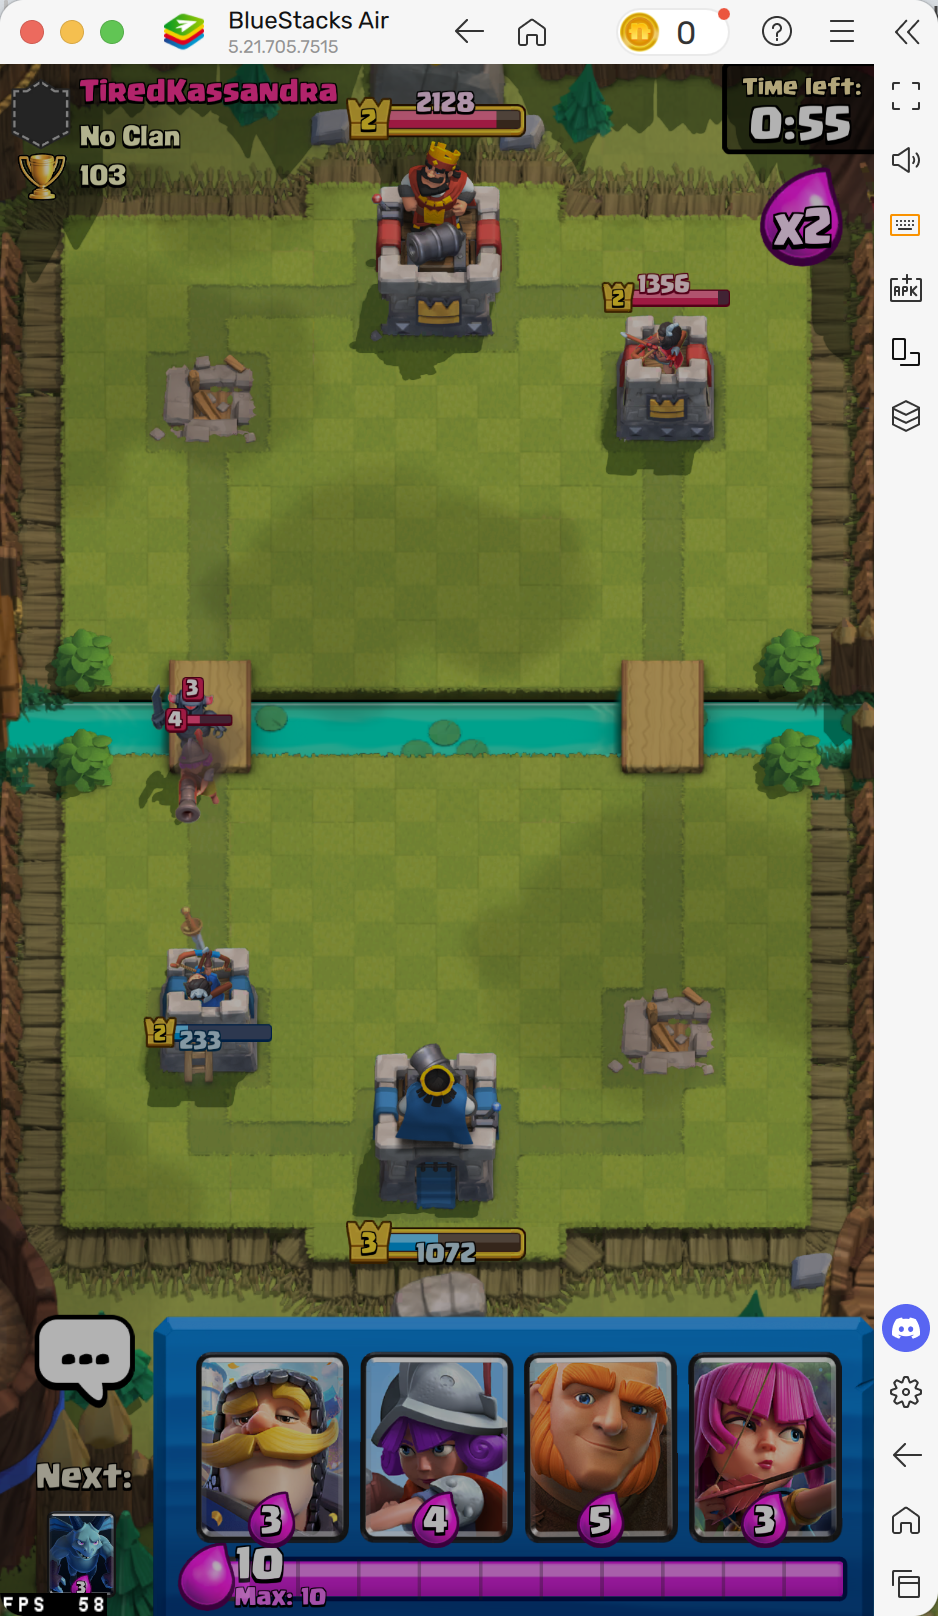 BlueStacks Air
5.21.705.7515
0
TiredKassandra
No Clan
103
2
2128
Time left:
0:55
x2
2
1356
APK
3
4
2
233
3
1072
...
Next:
3
3
4
5
3
10
Max: 10
FPS 58